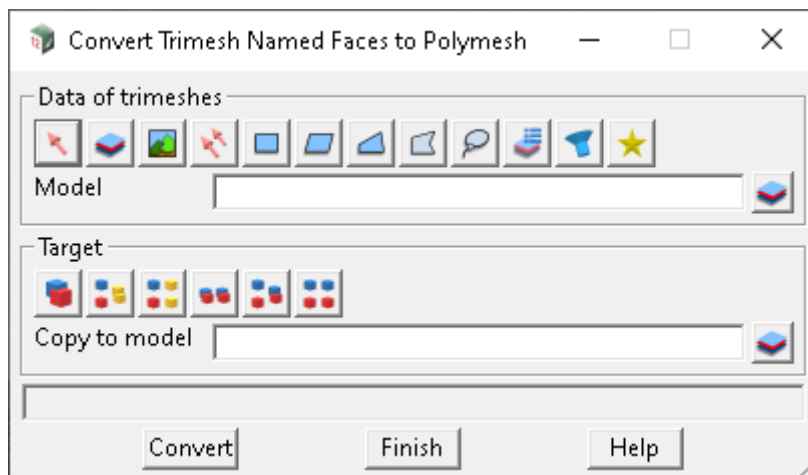 Convert Trimesh Named Faces to Polymesh
Data of trimeshes
Model
Target
Copy to model
Convert Finish Help